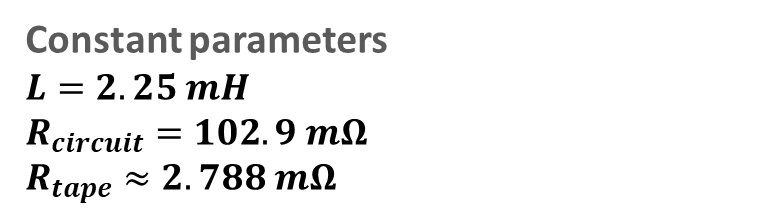 Constant parameters
L = 2.25 mH
R_circuit = 102.9 mΩ
R_tape ≈ 2.788 mΩ